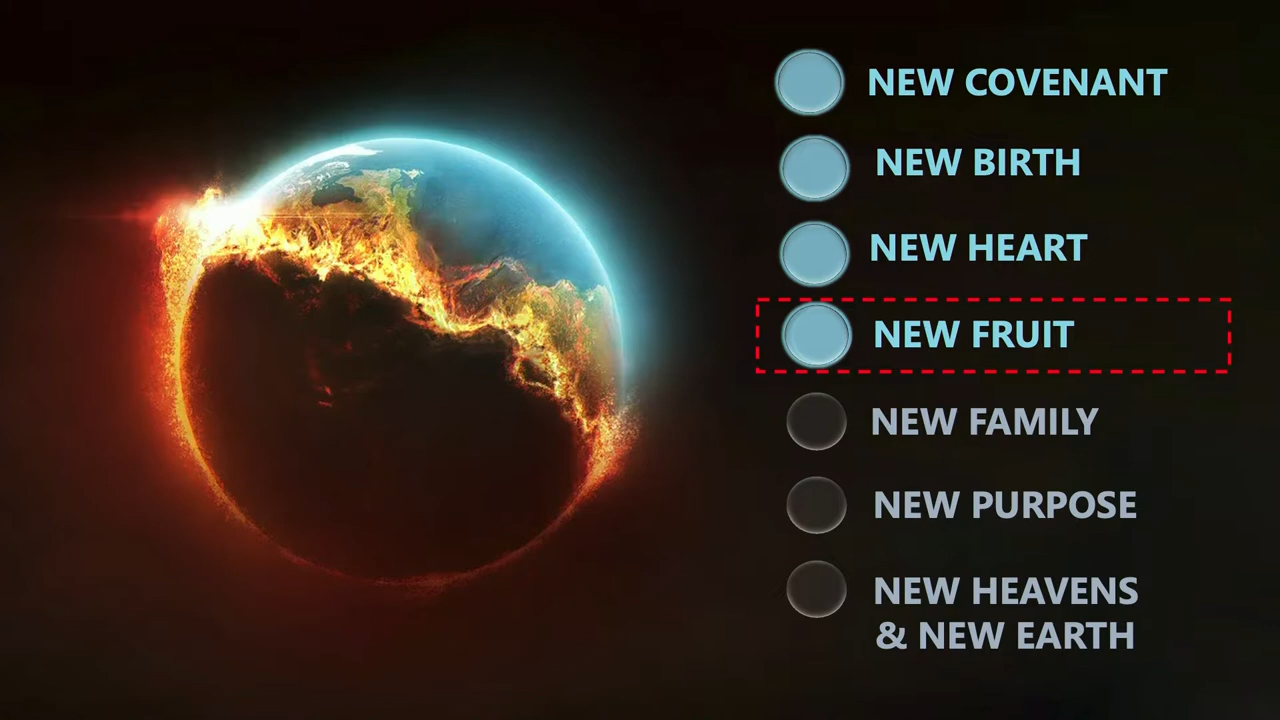 NEW COVENANT
NEW BIRTH
NEW HEART
NEW FRUIT
NEW FAMILY
NEW PURPOSE
NEW HEAVENS
& NEW EARTH